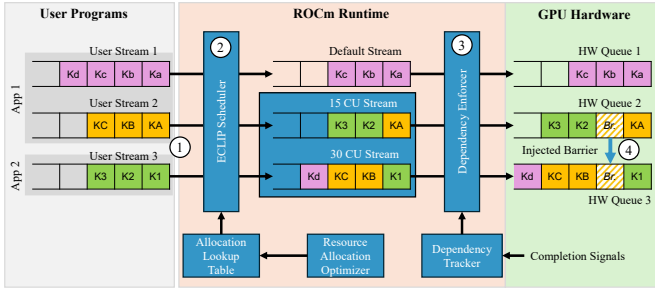 User Programs
ROCm Runtime
GPU Hardware
App 1
User Stream 1
Kd Kc Kb Ka
User Stream 2
KC KB KA
App 2
User Stream 3
K3 K2 K1
1
2
ECLIP Scheduler
Default Stream
Kc Kb Ka
15 CU Stream
K3 K2 KA
30 CU Stream
Kd KC KB K1
3
Dependency Enforcer
HW Queue 1
Kc Kb Ka
HW Queue 2
K3 K2 Br. KA
Injected Barrier
4
Kd KC KB Br. K1
HW Queue 3
Allocation
Lookup
Table
Resource
Allocation
Optimizer
Dependency
Tracker
Completion Signals